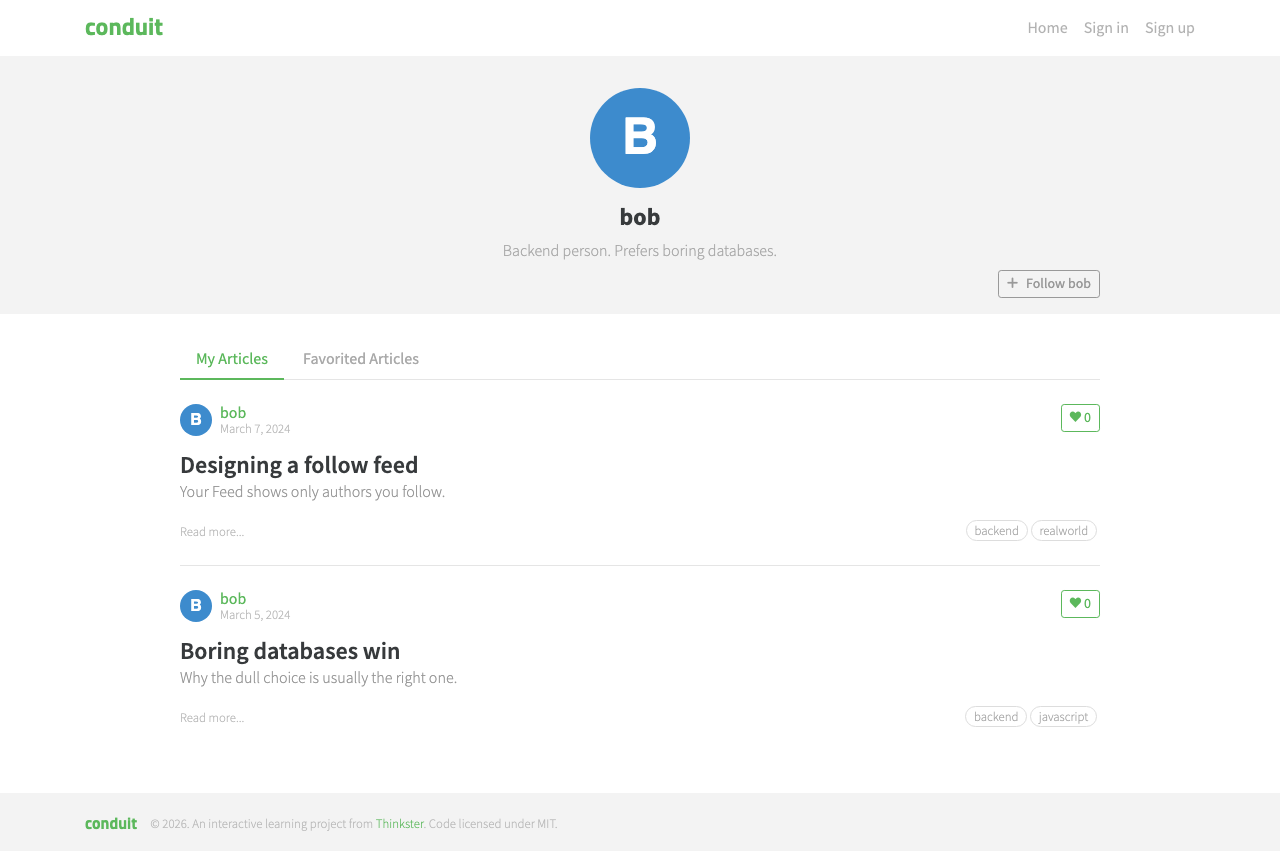 conduit
Home Sign in Sign up
B
bob
Backend person. Prefers boring databases.
+ Follow bob
My Articles Favorited Articles
B
bob
March 7, 2024
0
Designing a follow feed
Your Feed shows only authors you follow.
Read more...
backend realworld
B
bob
March 5, 2024
0
Boring databases win
Why the dull choice is usually the right one.
Read more...
backend javascript
conduit © 2026. An interactive learning project from Thinkster. Code licensed under MIT.